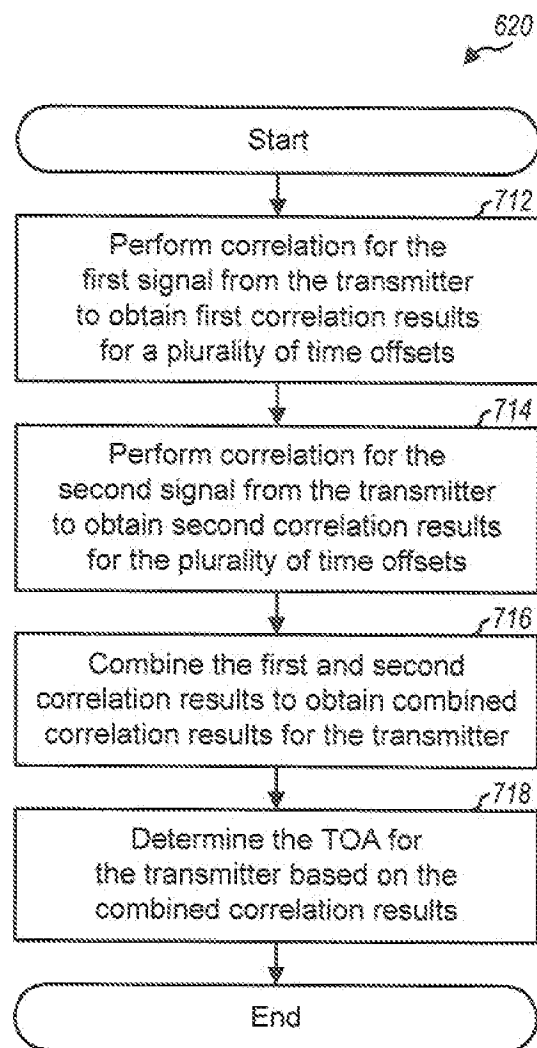 620
Start
712
Perform correlation for the
first signal from the transmitter
to obtain first correlation results
for a plurality of time offsets
714
Perform correlation for the
second signal from the transmitter
to obtain second correlation results
for the plurality of time offsets
716
Combine the first and second
correlation results to obtain combined
correlation results for the transmitter
718
Determine the TOA for
the transmitter based on the
combined correlation results
End